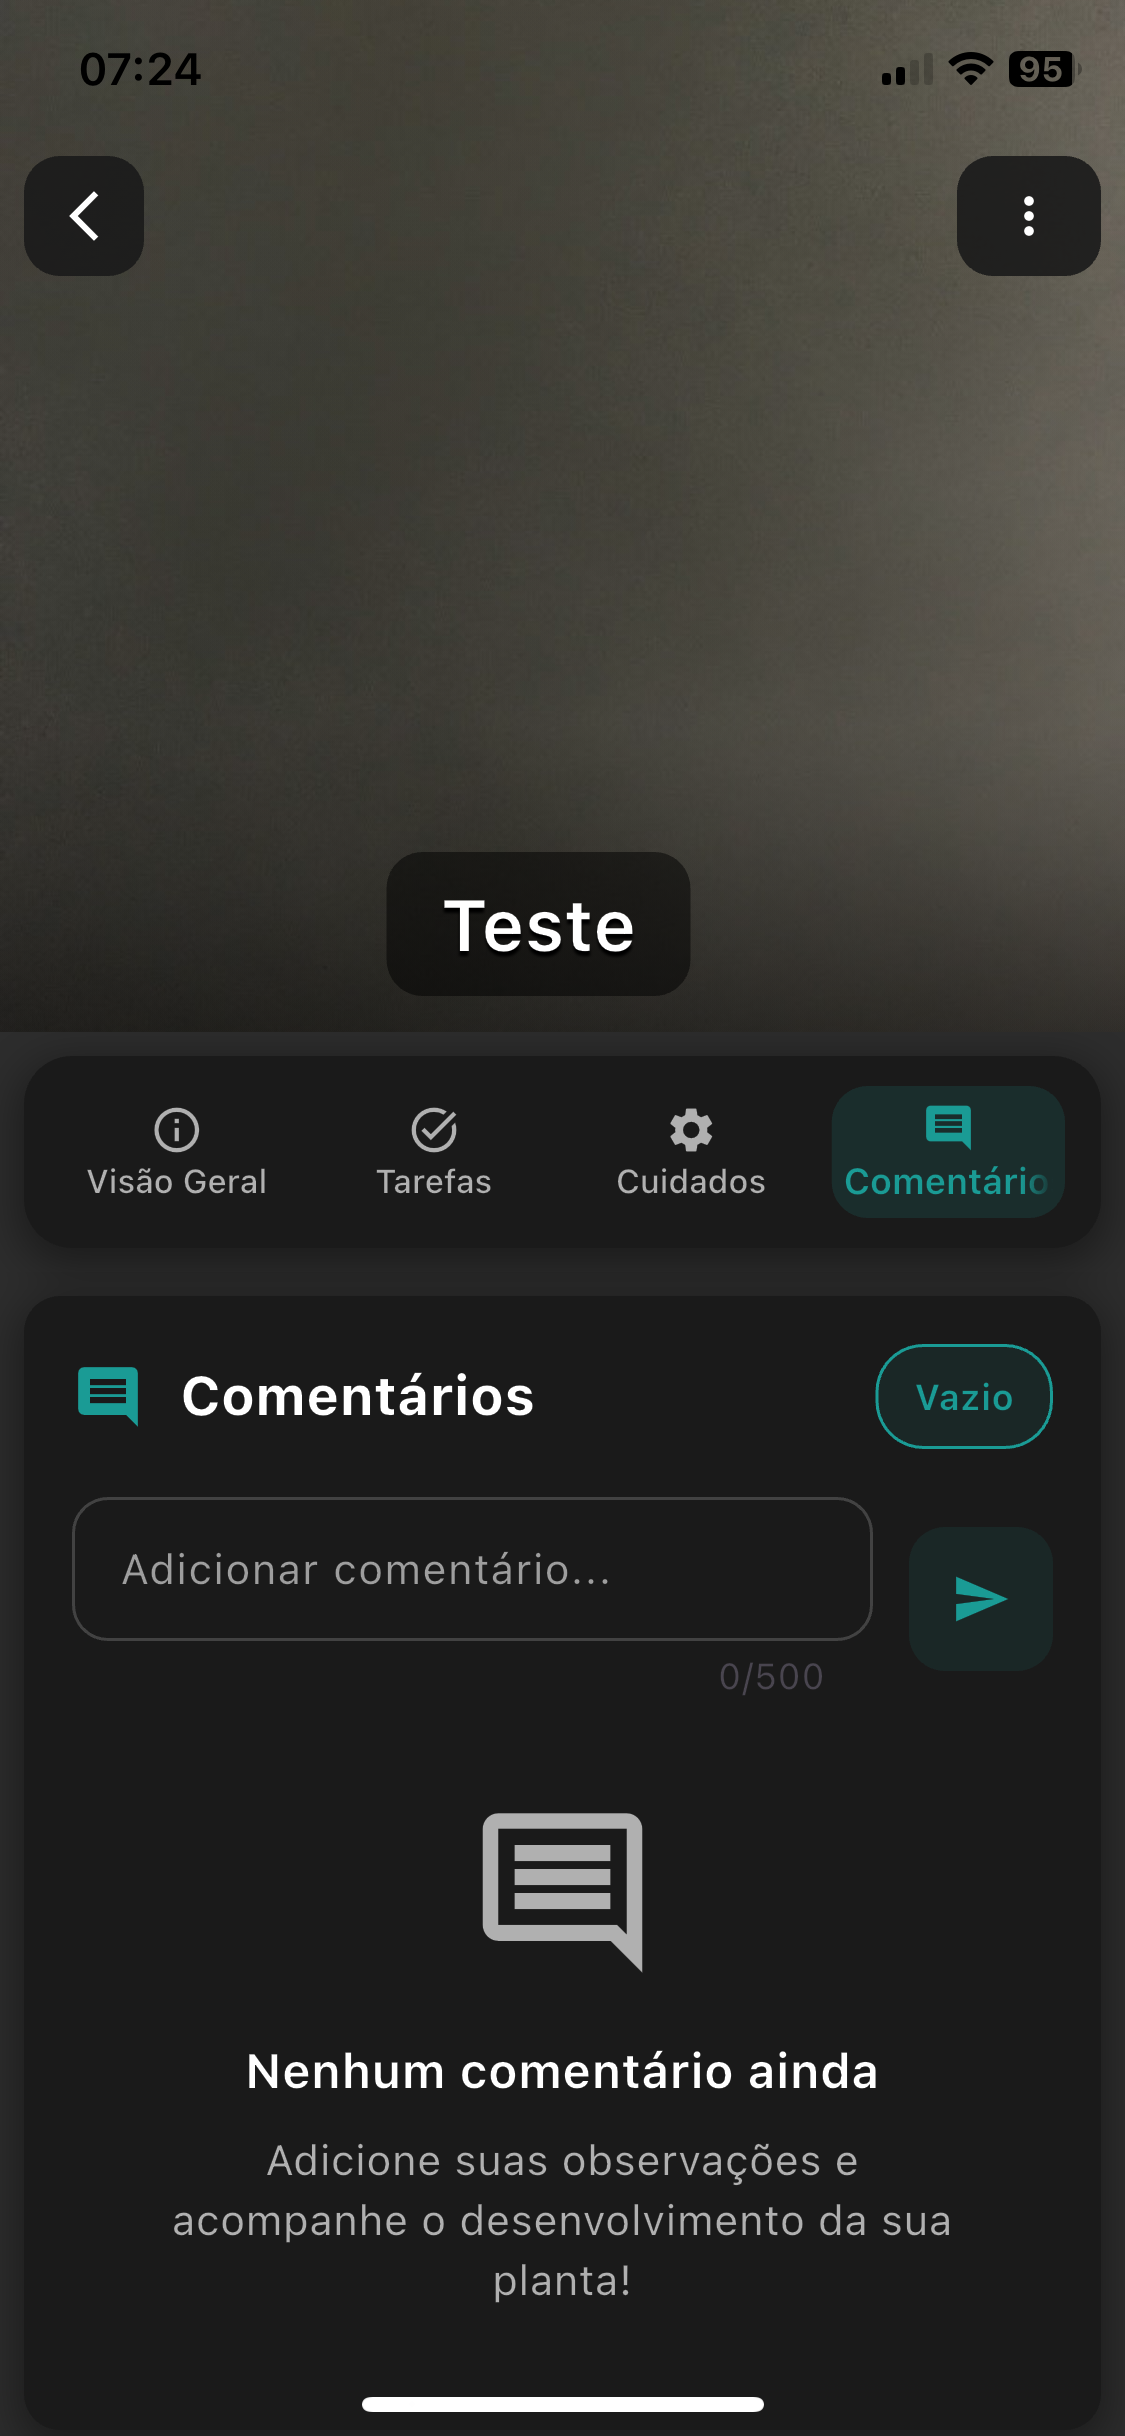 07:24
95
Teste
Visão Geral
Tarefas
Cuidados
Comentário
Comentários
Vazio
Adicionar comentário...
0/500
Nenhum comentário ainda
Adicione suas observações e
acompanhe o desenvolvimento da sua
planta!